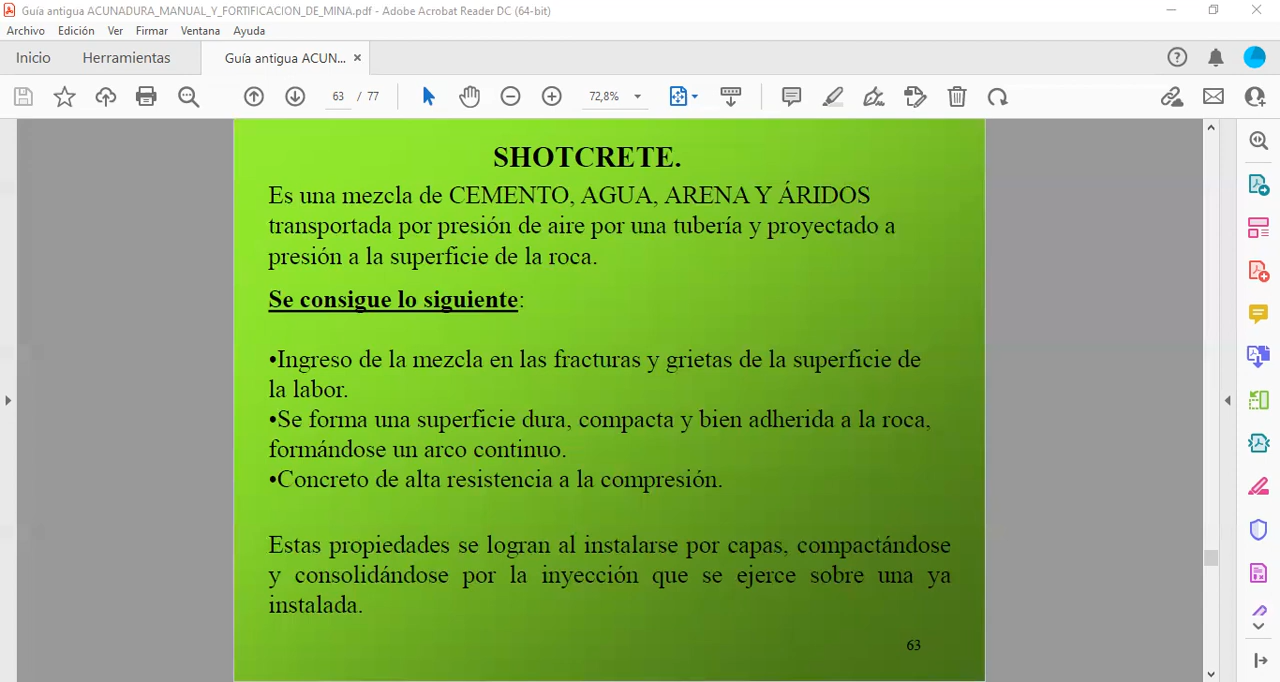 Guía antigua ACUNADURA_MANUAL_Y_FORTIFICACION_DE_MINA.pdf - Adobe Acrobat Reader DC (64-bit)
Archivo Edición Ver Firmar Ventana Ayuda
Inicio Herramientas Guía antigua ACUN... ×
63 / 77 72,8%
SHOTCRETE.
Es una mezcla de CEMENTO, AGUA, ARENA Y ÁRIDOS
transportada por presión de aire por una tubería y proyectado a
presión a la superficie de la roca.
Se consigue lo siguiente:
•Ingreso de la mezcla en las fracturas y grietas de la superficie de
la labor.
•Se forma una superficie dura, compacta y bien adherida a la roca,
formándose un arco continuo.
•Concreto de alta resistencia a la compresión.
Estas propiedades se logran al instalarse por capas, compactándose
y consolidándose por la inyección que se ejerce sobre una ya
instalada.
63